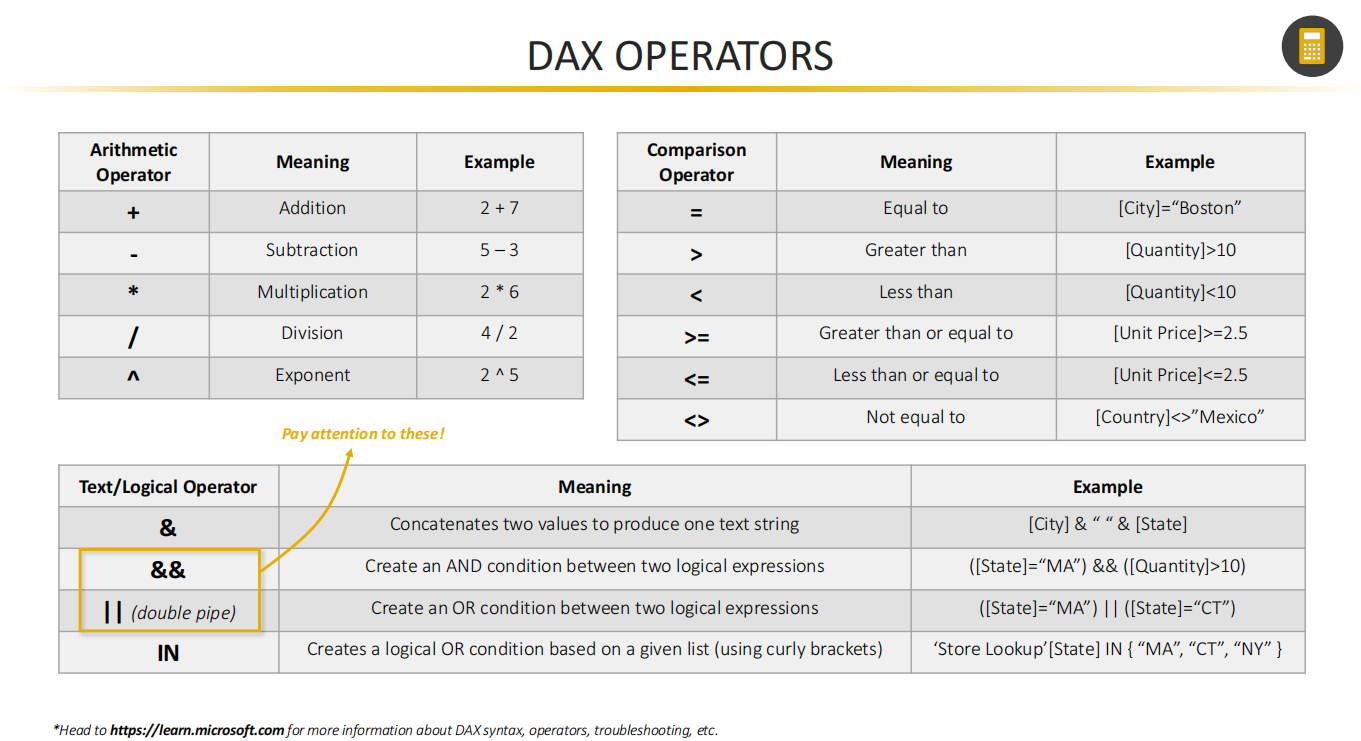 DAX OPERATORS
Arithmetic Operator Meaning Example
+ Addition 2 + 7
- Subtraction 5 – 3
* Multiplication 2 * 6
/ Division 4 / 2
^ Exponent 2 ^ 5
Comparison Operator Meaning Example
= Equal to [City]=“Boston”
> Greater than [Quantity]>10
< Less than [Quantity]<10
>= Greater than or equal to [Unit Price]>=2.5
<= Less than or equal to [Unit Price]<=2.5
<> Not equal to [Country]<>”Mexico”
Pay attention to these!
Text/Logical Operator Meaning Example
& Concatenates two values to produce one text string [City] & “ “ & [State]
&& Create an AND condition between two logical expressions ([State]=“MA”) && ([Quantity]>10)
|| (double pipe) Create an OR condition between two logical expressions ([State]=“MA”) || ([State]=“CT”)
IN Creates a logical OR condition based on a given list (using curly brackets) ‘Store Lookup’[State] IN { “MA”, “CT”, “NY” }
*Head to https://learn.microsoft.com for more information about DAX syntax, operators, troubleshooting, etc.